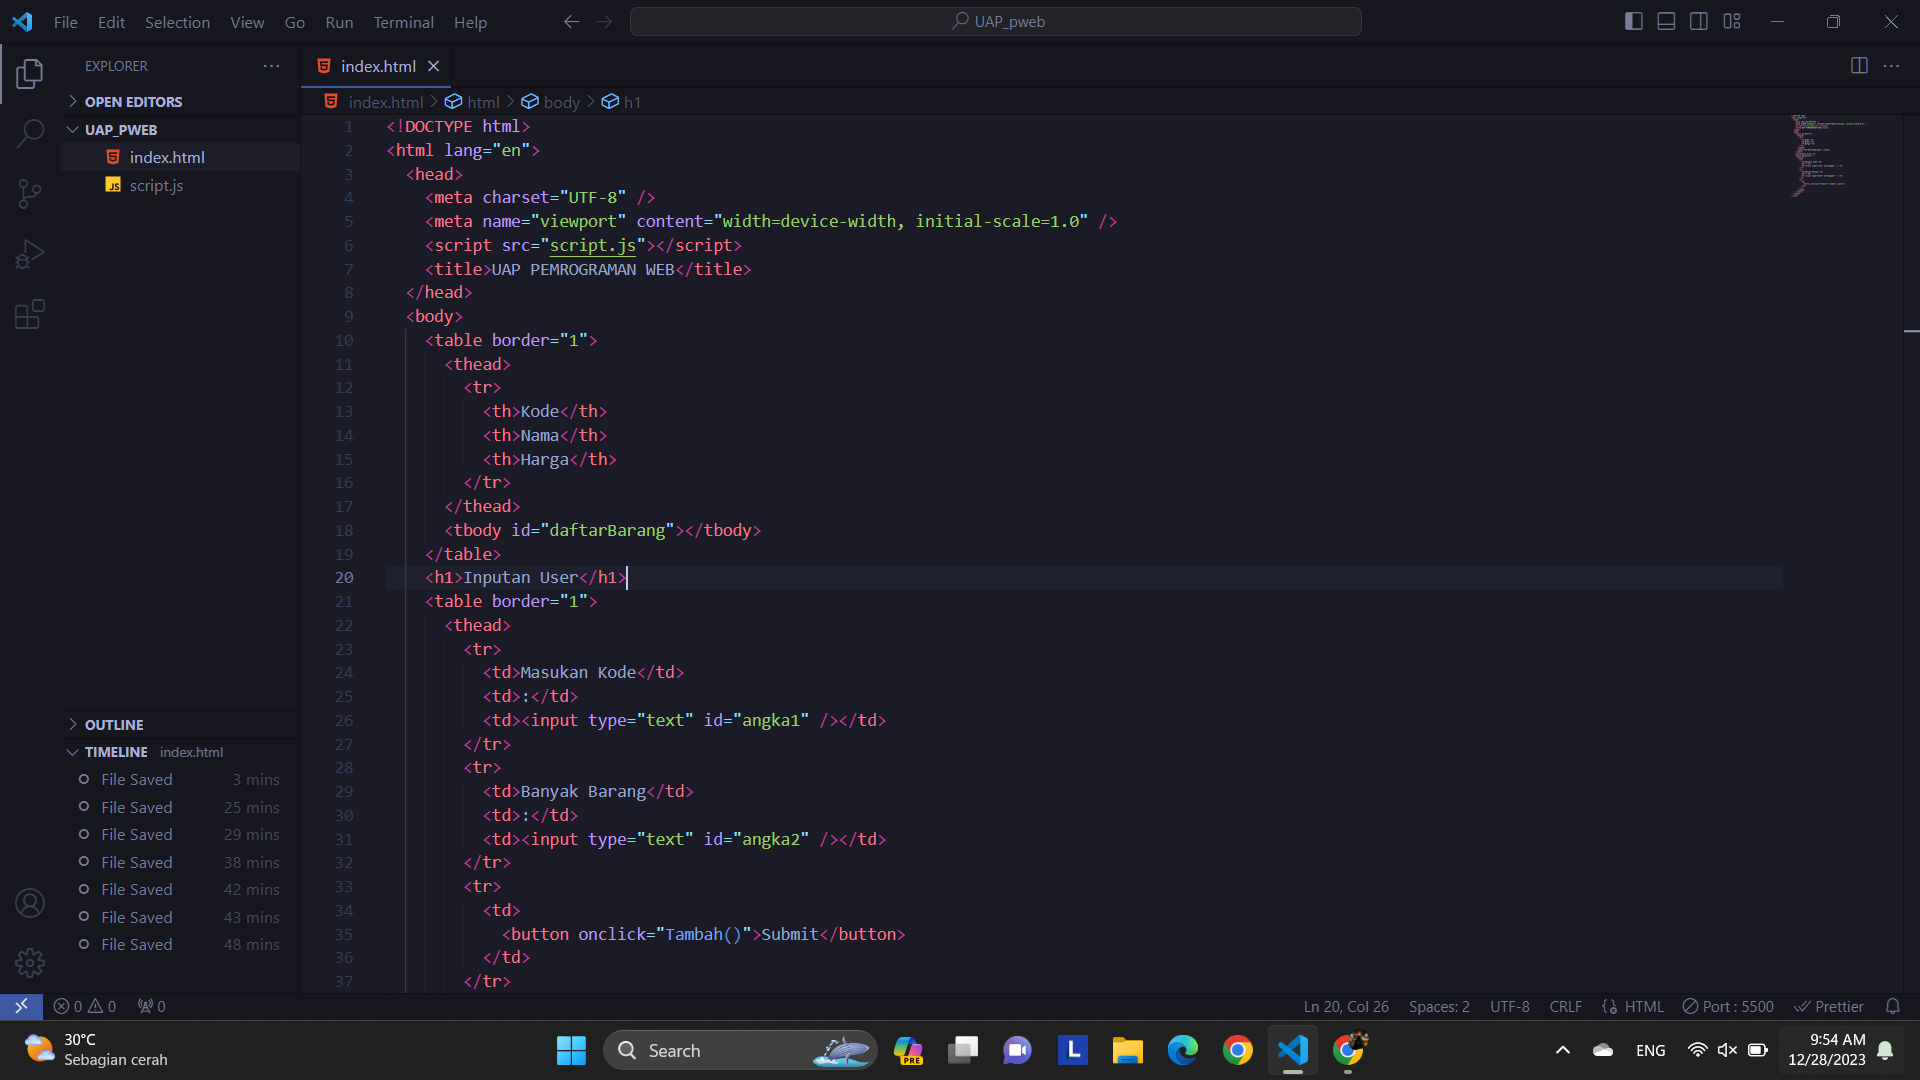 File Edit Selection View Go Run Terminal Help
UAP_pweb
EXPLORER
OPEN EDITORS
UAP_PWEB
index.html
JS script.js
OUTLINE
TIMELINE index.html
File Saved 3 mins
File Saved 25 mins
File Saved 29 mins
File Saved 38 mins
File Saved 42 mins
File Saved 43 mins
File Saved 48 mins
index.html
index.html > html > body > h1
1 <!DOCTYPE html>
2 <html lang="en">
3 <head>
4 <meta charset="UTF-8" />
5 <meta name="viewport" content="width=device-width, initial-scale=1.0" />
6 <script src="script.js"></script>
7 <title>UAP PEMROGRAMAN WEB</title>
8 </head>
9 <body>
10 <table border="1">
11 <thead>
12 <tr>
13 <th>Kode</th>
14 <th>Nama</th>
15 <th>Harga</th>
16 </tr>
17 </thead>
18 <tbody id="daftarBarang"></tbody>
19 </table>
20 <h1>Inputan User</h1>
21 <table border="1">
22 <thead>
23 <tr>
24 <td>Masukan Kode</td>
25 <td>:</td>
26 <td><input type="text" id="angka1" /></td>
27 </tr>
28 <tr>
29 <td>Banyak Barang</td>
30 <td>:</td>
31 <td><input type="text" id="angka2" /></td>
32 </tr>
33 <tr>
34 <td>
35 <button onclick="Tambah()">Submit</button>
36 </td>
37 </tr>
0 0 0
Ln 20, Col 26 Spaces: 2 UTF-8 CRLF HTML Port : 5500 Prettier
30°C
Sebagian cerah
Search
PRE
L
ENG
9:54 AM
12/28/2023